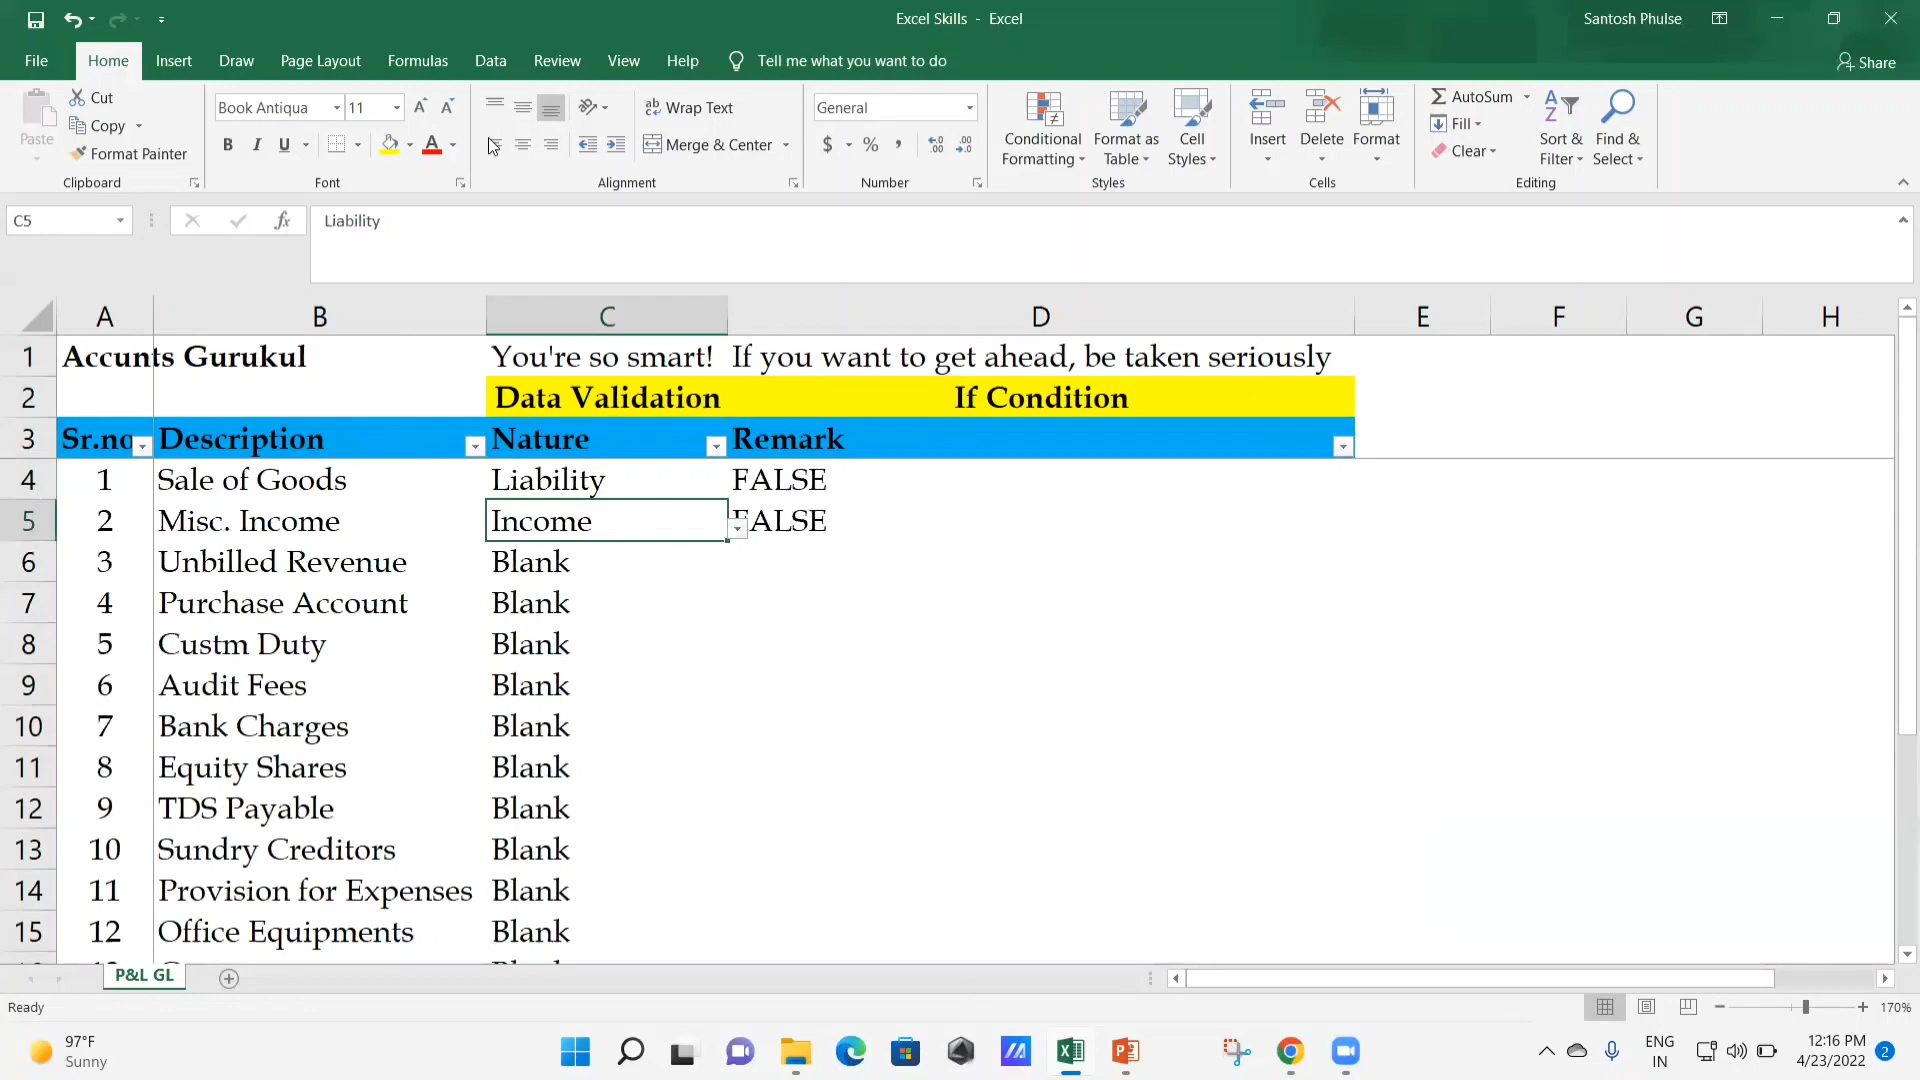 Excel Skills - Excel
Santosh Phulse
File Home Insert Draw Page Layout Formulas Data Review View Help Tell me what you want to do
Share
Paste
Cut
Copy
Format Painter
Clipboard
Book Antiqua 11
B I U
Font
Wrap Text
Merge & Center
Alignment
General
$ % ,
Number
Conditional Formatting
Format as Table
Cell Styles
Styles
Insert Delete Format
Cells
AutoSum
Fill
Clear
Sort & Filter
Find & Select
Editing
C5 fx Liability
A B C D E F G H
1 Accunts Gurukul You're so smart! If you want to get ahead, be taken seriously
2 Data Validation If Condition
3 Sr.no Description Nature Remark
4 1 Sale of Goods Liability FALSE
5 2 Misc. Income Income FALSE
6 3 Unbilled Revenue Blank
7 4 Purchase Account Blank
8 5 Custm Duty Blank
9 6 Audit Fees Blank
10 7 Bank Charges Blank
11 8 Equity Shares Blank
12 9 TDS Payable Blank
13 10 Sundry Creditors Blank
14 11 Provision for Expenses Blank
15 12 Office Equipments Blank
P&L GL
Ready
170%
97°F
Sunny
ENG
IN
12:16 PM
4/23/2022
2